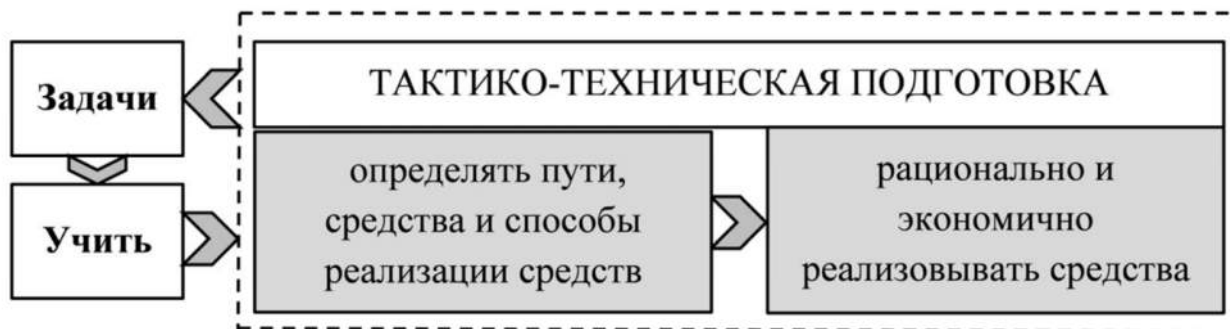 Задачи
ТАКТИКО-ТЕХНИЧЕСКАЯ ПОДГОТОВКА
Учить
определять пути,
средства и способы
реализации средств
рационально и
экономично
реализовывать средства